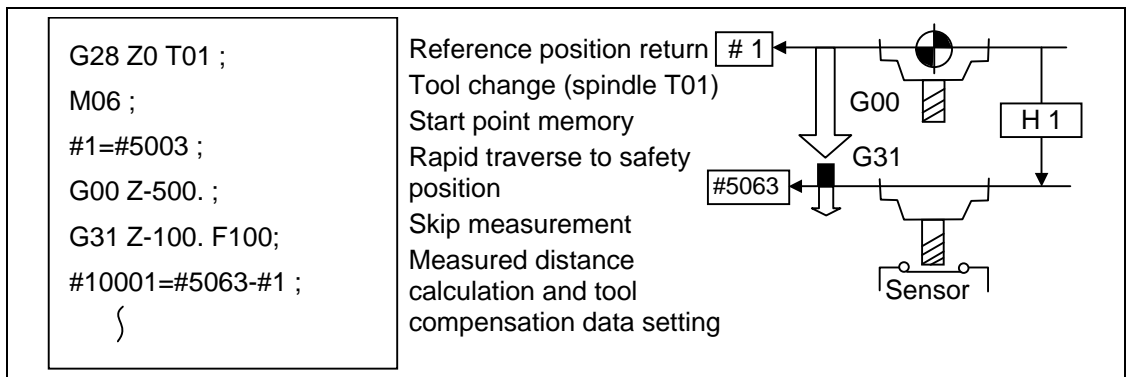 G28 Z0 T01 ;
M06 ;
#1=#5003 ;
G00 Z-500. ;
G31 Z-100. F100;
#10001=#5063-#1 ;
Reference position return
Tool change (spindle T01)
Start point memory
Rapid traverse to safety
position
Skip measurement
Measured distance
calculation and tool
compensation data setting
# 1
G00
H 1
G31
#5063
Sensor